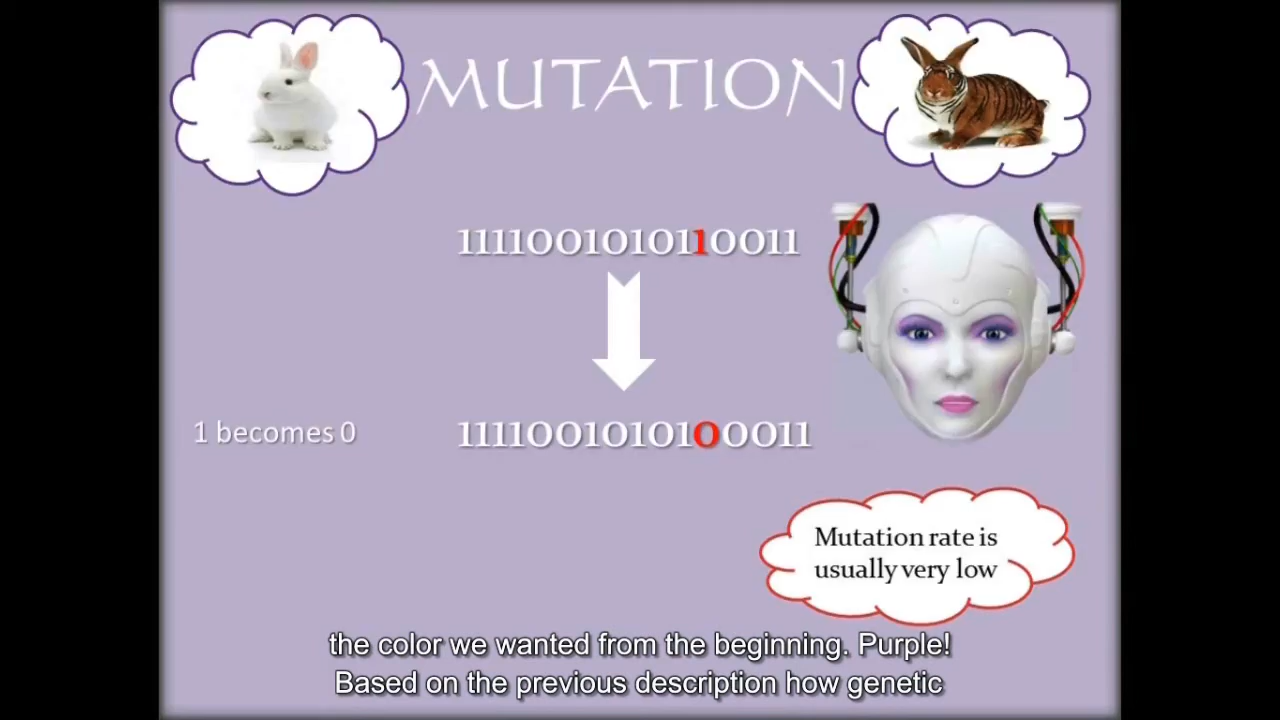 MUTATION
1111001010110011
1 becomes 0
1111001010100011
Mutation rate is
usually very low
the color we wanted from the beginning. Purple!
Based on the previous description how genetic